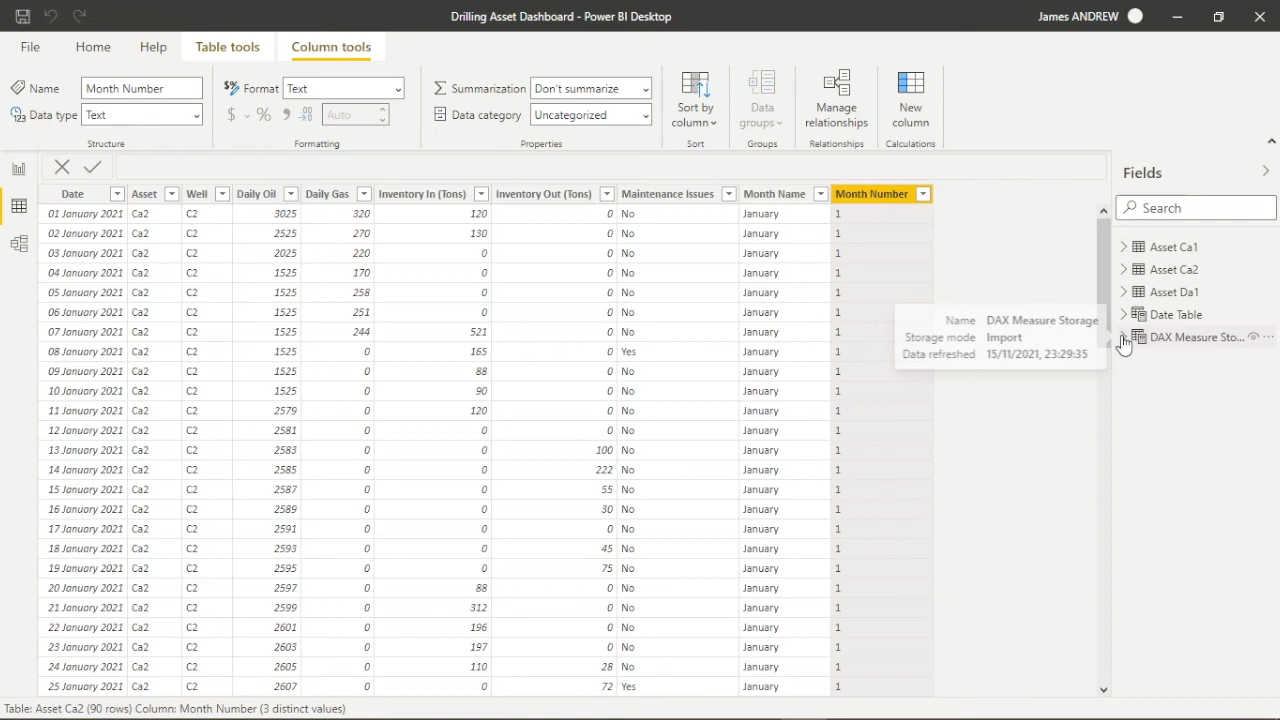 Drilling Asset Dashboard - Power BI Desktop
James ANDREW
File Home Help Table tools Column tools
Name Month Number
Format Text
Summarization Don't summarize
Data type Text
$ % 9 Auto
Data category Uncategorized
Sort by column
Data groups
Manage relationships
New column
Structure Formatting Properties Sort Groups Relationships Calculations
Fields
Search
Asset Ca1
Asset Ca2
Asset Da1
Date Table
DAX Measure Sto...
Name DAX Measure Storage
Storage mode Import
Data refreshed 15/11/2021, 23:29:35
Date Asset Well Daily Oil Daily Gas Inventory In (Tons) Inventory Out (Tons) Maintenance Issues Month Name Month Number
01 January 2021 Ca2 C2 3025 320 120 0 No January 1
02 January 2021 Ca2 C2 2525 270 130 0 No January 1
03 January 2021 Ca2 C2 2025 220 0 0 No January 1
04 January 2021 Ca2 C2 1525 170 0 0 No January 1
05 January 2021 Ca2 C2 1525 258 0 0 No January 1
06 January 2021 Ca2 C2 1525 251 0 0 No January 1
07 January 2021 Ca2 C2 1525 244 521 0 No January 1
08 January 2021 Ca2 C2 1525 0 165 0 Yes January 1
09 January 2021 Ca2 C2 1525 0 88 0 No January 1
10 January 2021 Ca2 C2 1525 0 90 0 No January 1
11 January 2021 Ca2 C2 2579 0 120 0 No January 1
12 January 2021 Ca2 C2 2581 0 0 0 No January 1
13 January 2021 Ca2 C2 2583 0 0 100 No January 1
14 January 2021 Ca2 C2 2585 0 0 222 No January 1
15 January 2021 Ca2 C2 2587 0 0 55 No January 1
16 January 2021 Ca2 C2 2589 0 0 30 No January 1
17 January 2021 Ca2 C2 2591 0 0 0 No January 1
18 January 2021 Ca2 C2 2593 0 0 45 No January 1
19 January 2021 Ca2 C2 2595 0 0 75 No January 1
20 January 2021 Ca2 C2 2597 0 88 0 No January 1
21 January 2021 Ca2 C2 2599 0 312 0 No January 1
22 January 2021 Ca2 C2 2601 0 196 0 No January 1
23 January 2021 Ca2 C2 2603 0 197 0 No January 1
24 January 2021 Ca2 C2 2605 0 110 28 No January 1
25 January 2021 Ca2 C2 2607 0 0 72 Yes January 1
Table: Asset Ca2 (90 rows) Column: Month Number (3 distinct values)